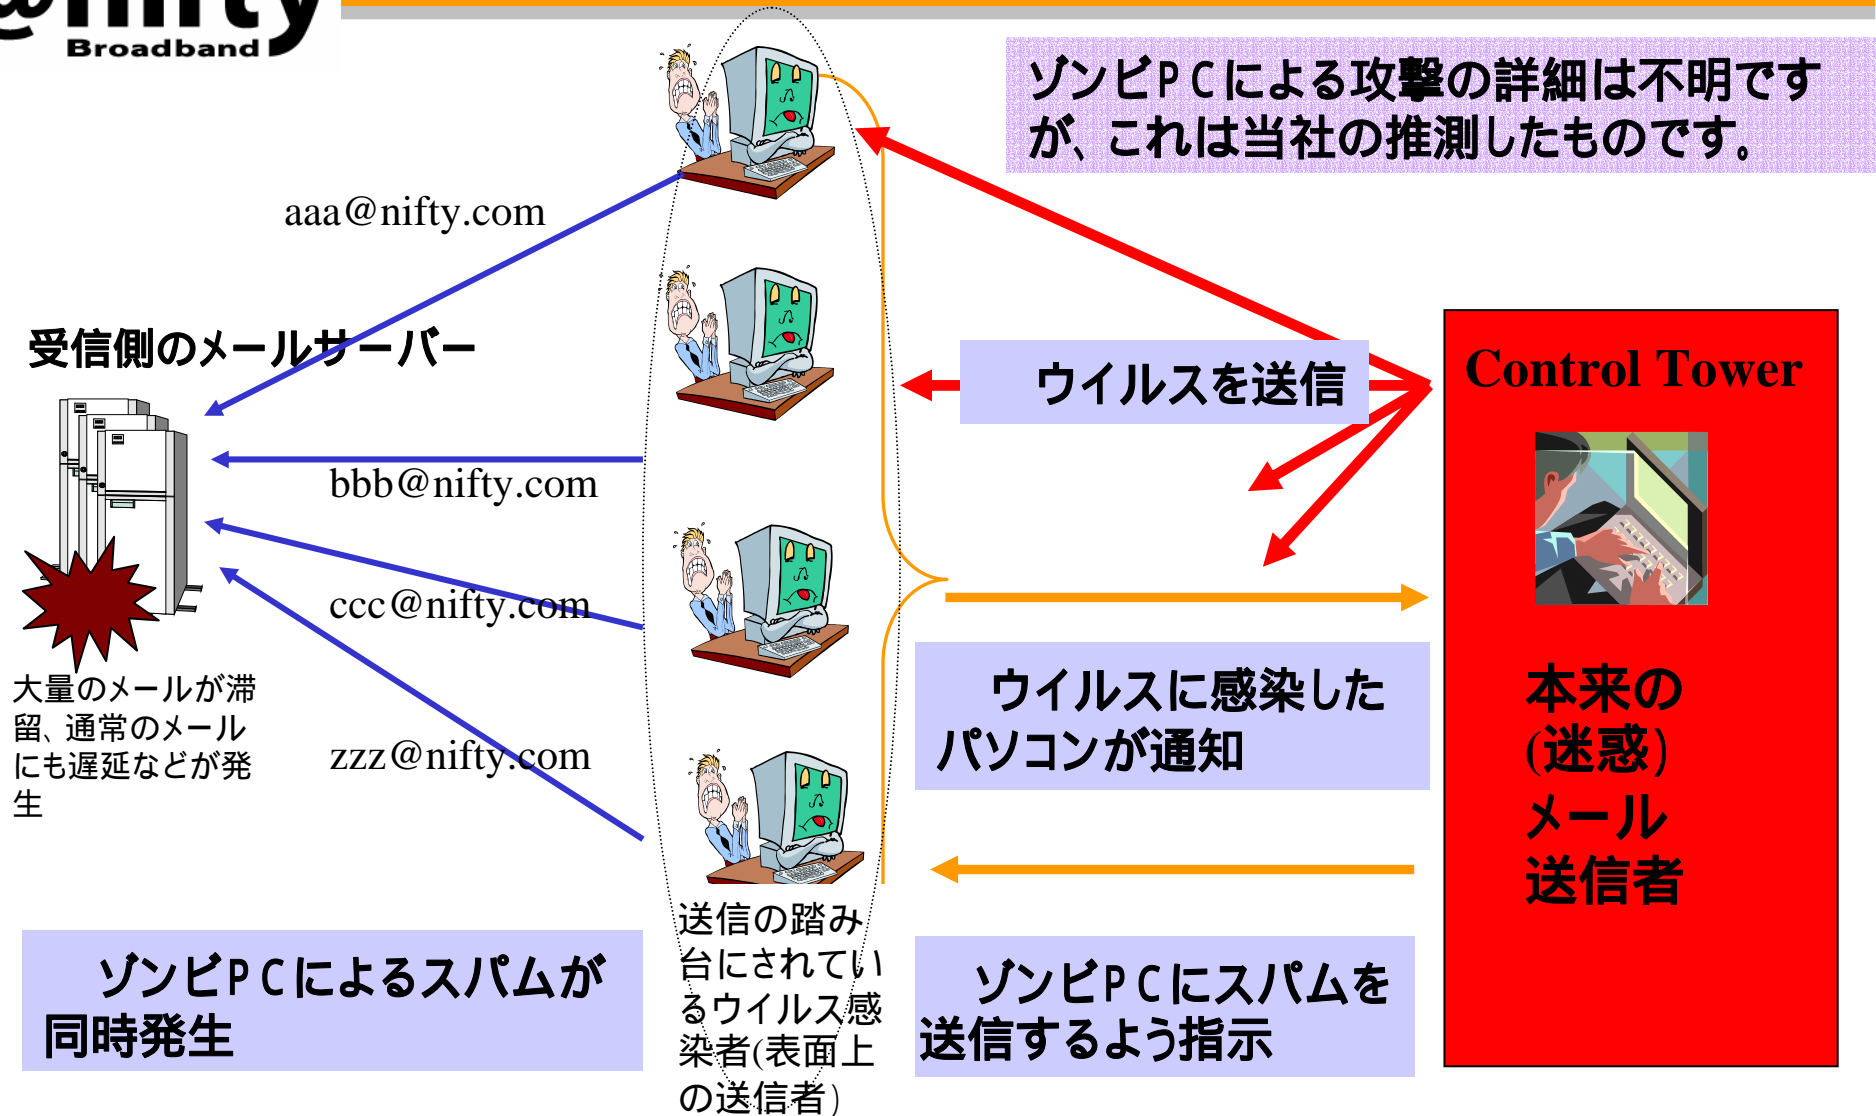 @nifty
Broadband
ゾンビPCによる攻撃の詳細は不明です
が、これは当社の推測したものです。
aaa@nifty.com
受信側のメールサーバー
ウイルスを送信
Control Tower
bbb@nifty.com
ccc@nifty.com
zzz@nifty.com
大量のメールが滞
留、通常のメール
にも遅延などが発
生
ウイルスに感染した
パソコンが通知
本来の
(迷惑)
メール
送信者
ゾンビPCによるスパムが
同時発生
送信の踏み
台にされてい
るウイルス感
染者(表面上
の送信者)
ゾンビPCにスパムを
送信するよう指示